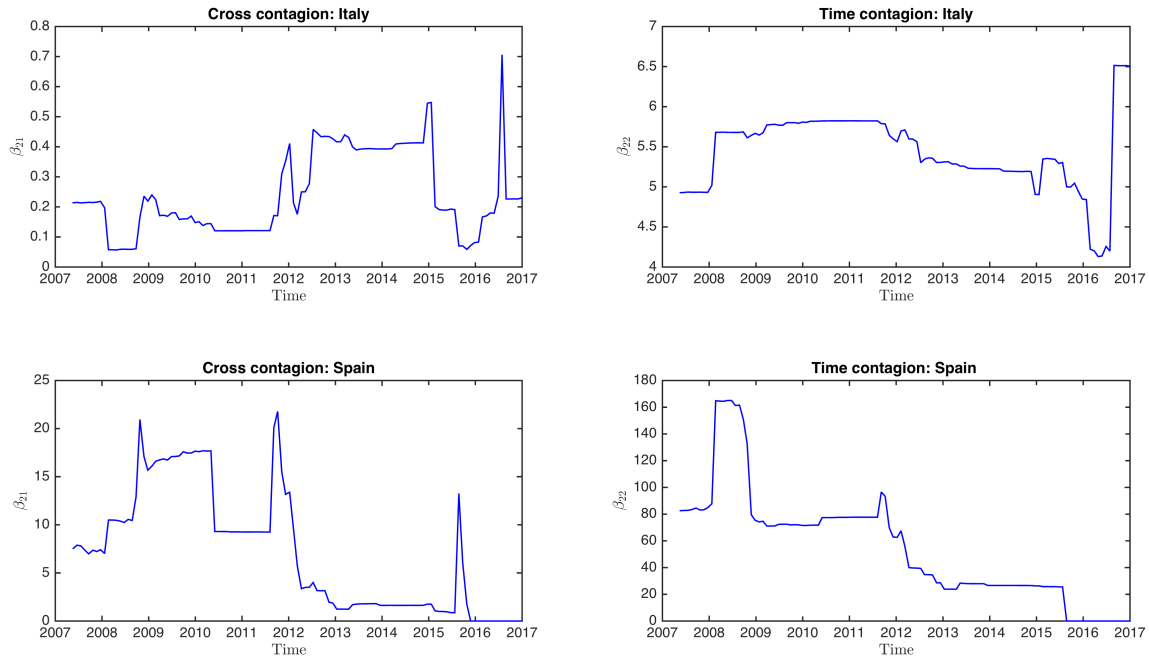 Cross contagion: Italy
0.8
0.7
0.6
0.5
0.4
0.3
0.2
0.1
0
β21
2007 2008 2009 2010 2011 2012 2013 2014 2015 2016 2017
Time
Time contagion: Italy
7
6.5
6
5.5
5
4.5
4
β22
2007 2008 2009 2010 2011 2012 2013 2014 2015 2016 2017
Time
Cross contagion: Spain
25
20
15
10
5
0
β21
2007 2008 2009 2010 2011 2012 2013 2014 2015 2016 2017
Time
Time contagion: Spain
180
160
140
120
100
80
60
40
20
0
β22
2007 2008 2009 2010 2011 2012 2013 2014 2015 2016 2017
Time